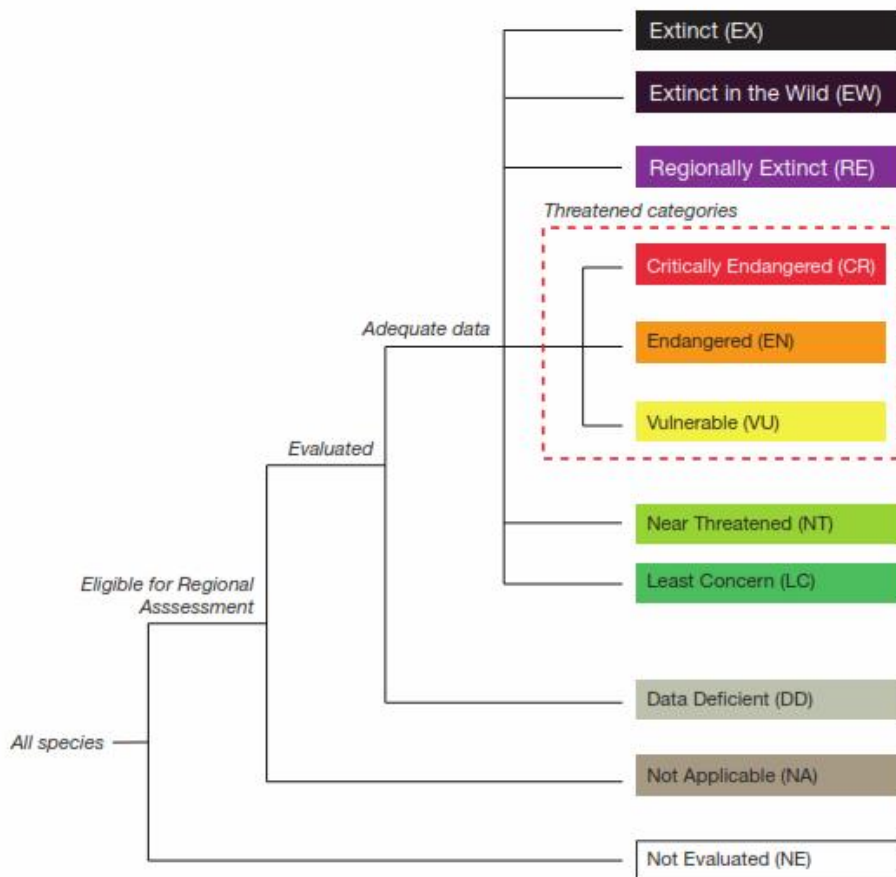 Extinct (EX)
Extinct in the Wild (EW)
Regionally Extinct (RE)
Threatened categories
Critically Endangered (CR)
Adequate data
Endangered (EN)
Vulnerable (VU)
Evaluated
Near Threatened (NT)
Eligible for Regional
Asssessment
Least Concern (LC)
Data Deficient (DD)
All species
Not Applicable (NA)
Not Evaluated (NE)